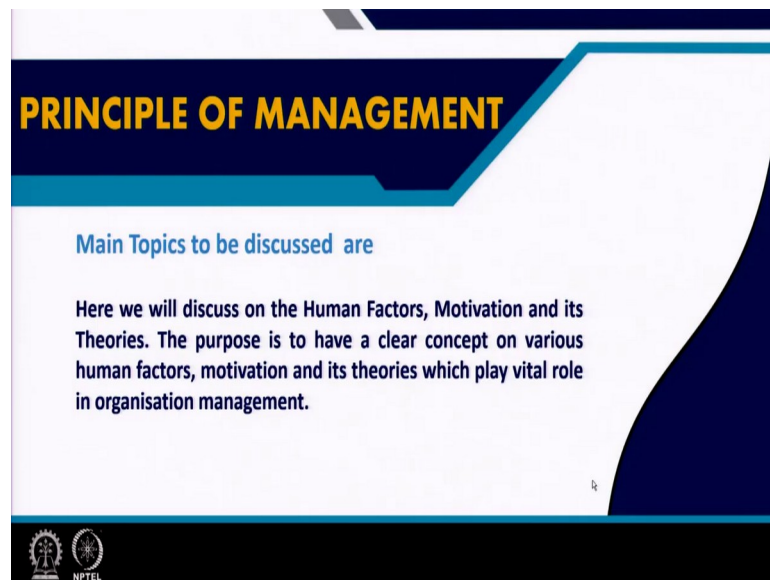 PRINCIPLE OF MANAGEMENT
Main Topics to be discussed are
Here we will discuss on the Human Factors, Motivation and its
Theories. The purpose is to have a clear concept on various
human factors, motivation and its theories which play vital role
in organisation management.
NPTEL